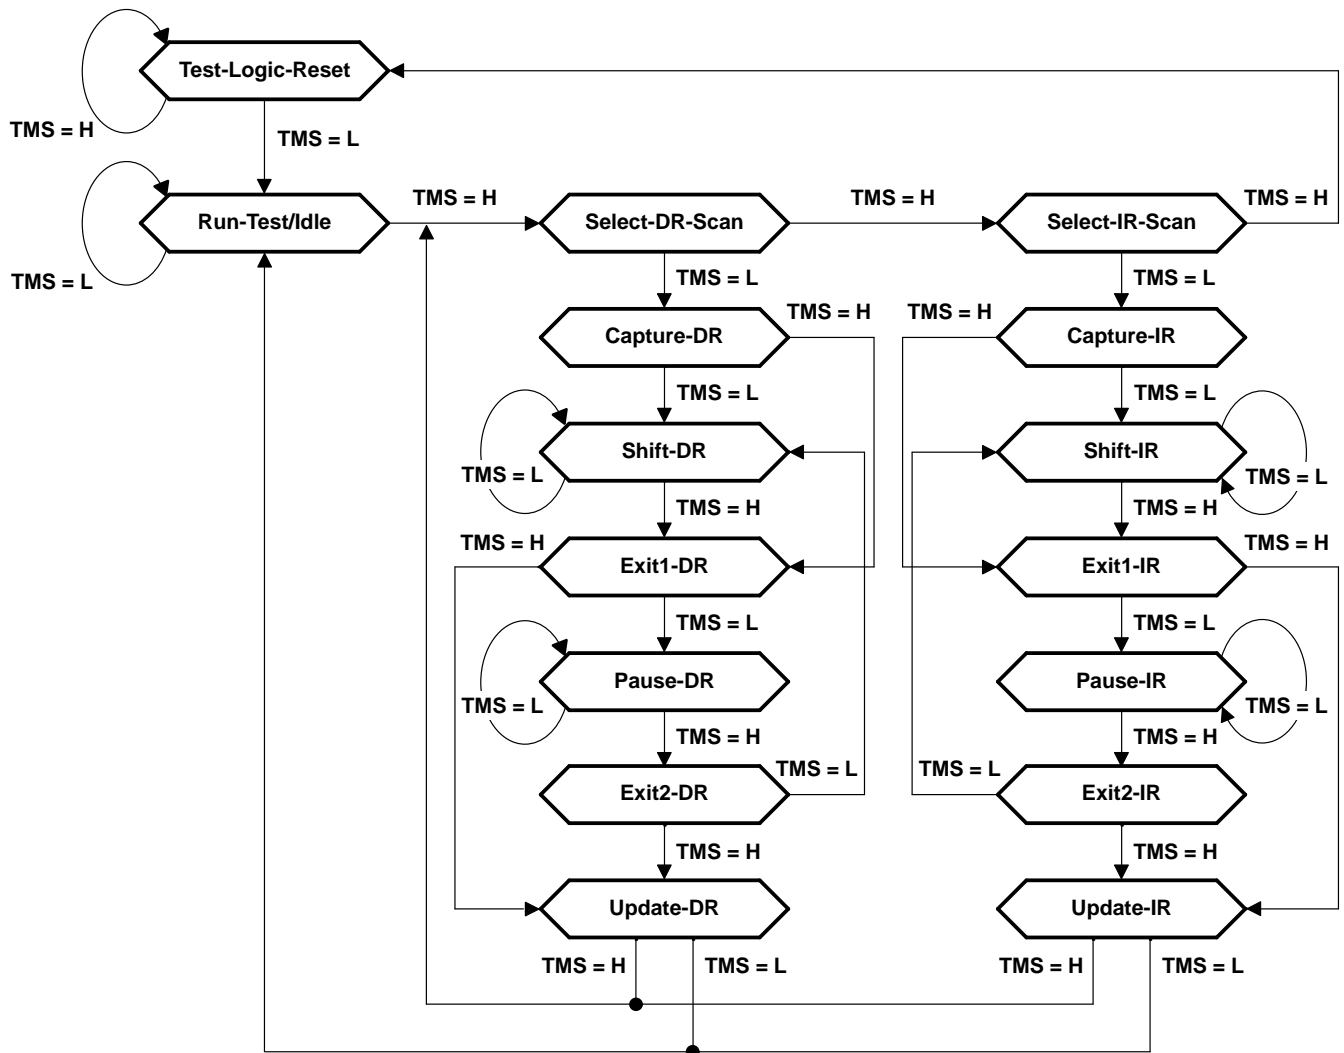 Test-Logic-Reset
TMS = H
TMS = L
TMS = H
TMS = H
TMS = H
Run-Test/Idle
Select-DR-Scan
Select-IR-Scan
TMS = L
TMS = L
TMS = L
TMS = H
TMS = H
Capture-DR
Capture-IR
TMS = L
TMS = L
Shift-DR
Shift-IR
TMS = L
TMS = L
TMS = H
TMS = H
TMS = H
TMS = H
Exit1-DR
Exit1-IR
TMS = L
TMS = L
Pause-DR
Pause-IR
TMS = L
TMS = L
TMS = H
TMS = H
TMS = L
TMS = L
Exit2-DR
Exit2-IR
TMS = H
TMS = H
Update-DR
Update-IR
TMS = H
TMS = L
TMS = H
TMS = L